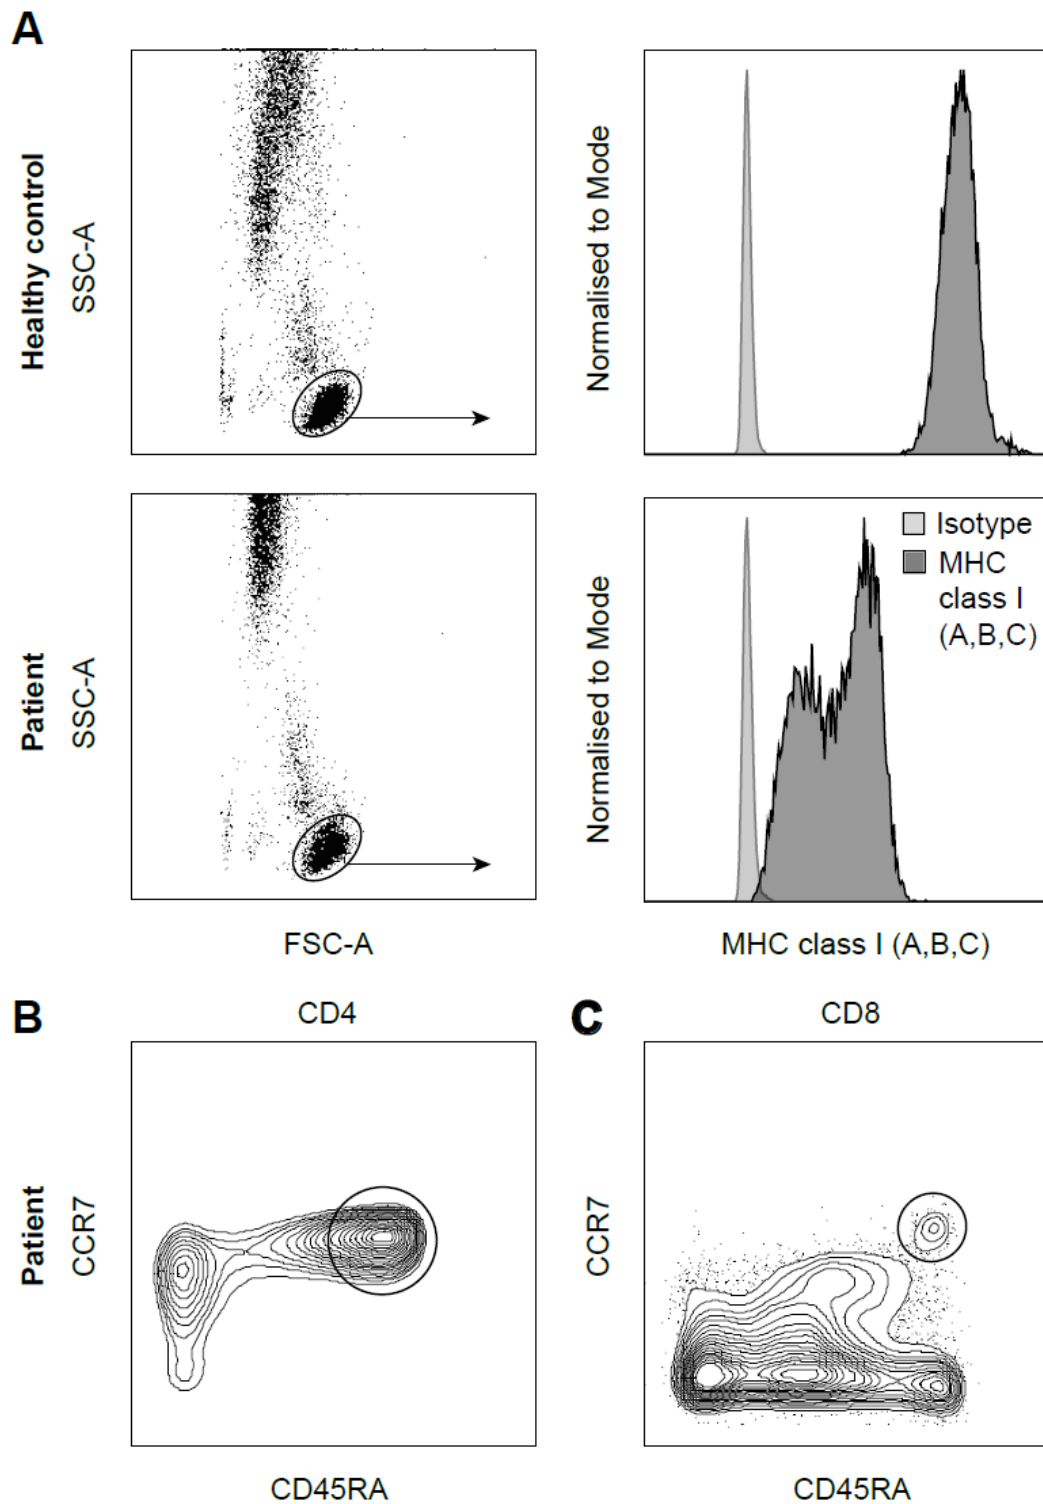 A
Healthy control
SSC-A
Normalised to Mode
Patient
SSC-A
Normalised to Mode
Isotype
MHC
class I
(A,B,C)
FSC-A
MHC class I (A,B,C)
B
CD4
C
CD8
Patient
CCR7
CCR7
CD45RA
CD45RA